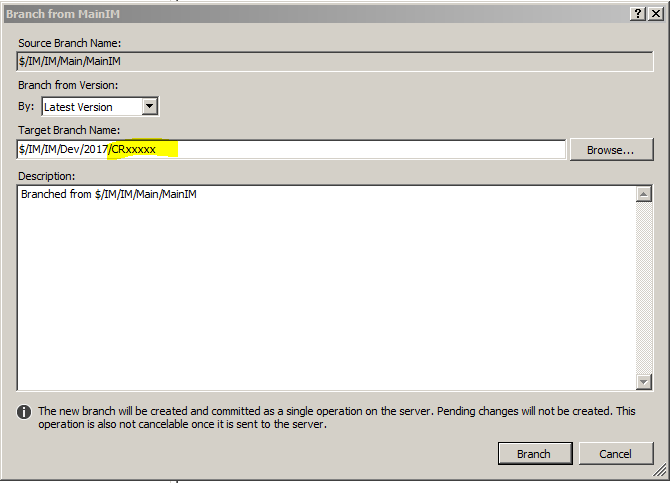 Branch from MainIM
Source Branch Name:
$/IM/IM/Main/MainIM
Branch from Version:
By: Latest Version
Target Branch Name:
$/IM/IM/Dev/2017/CRxxxxx
Browse...
Description:
Branched from $/IM/IM/Main/MainIM
The new branch will be created and committed as a single operation on the server. Pending changes will not be created. This
operation is also not cancelable once it is sent to the server.
Branch Cancel